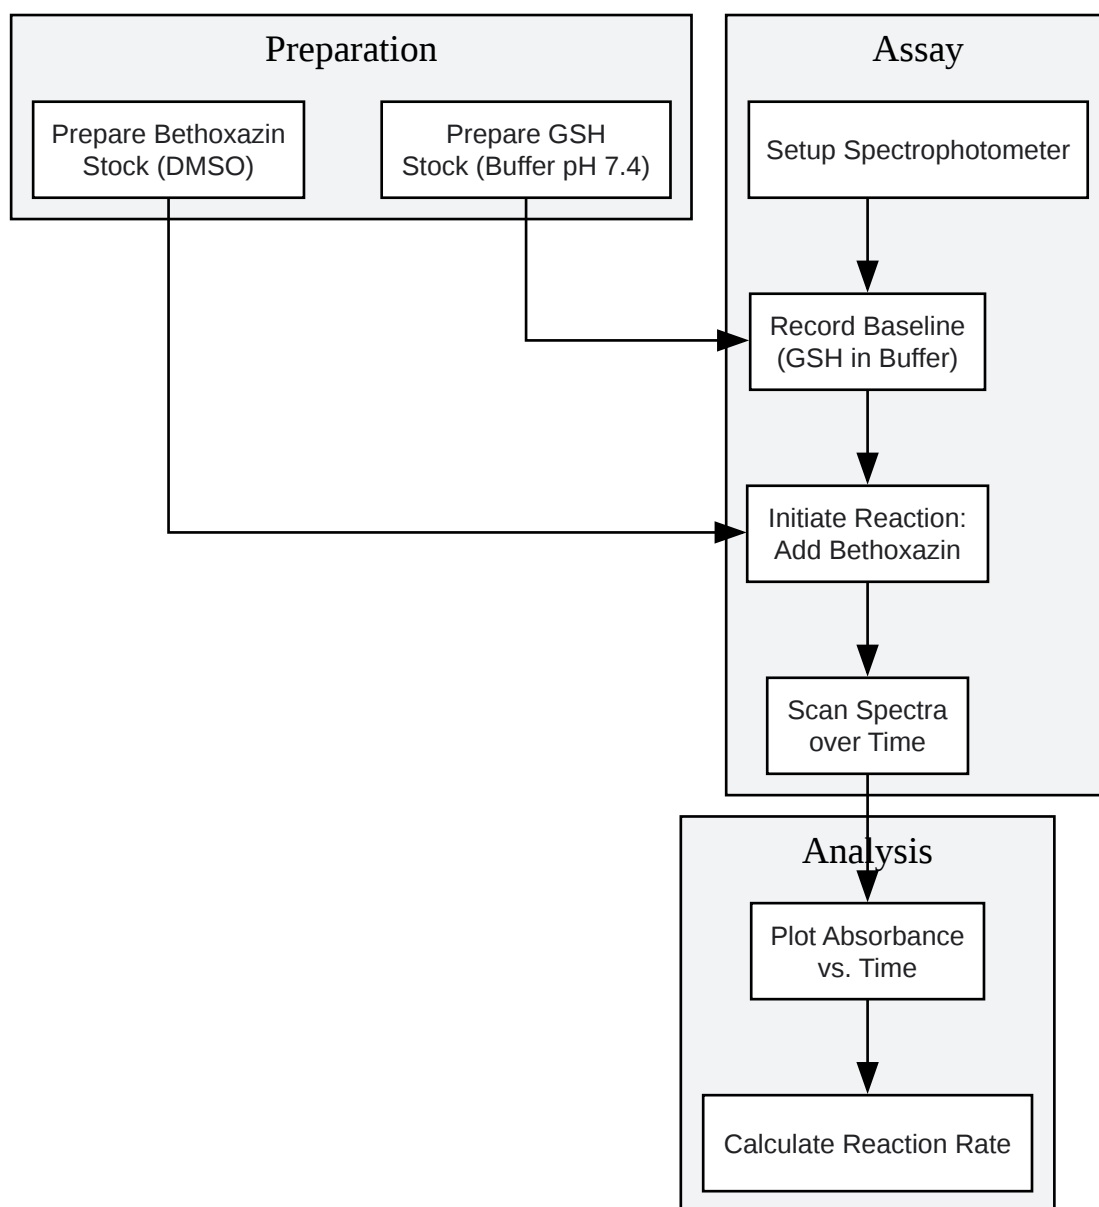 Preparation
Prepare Bethoxazin
Stock (DMSO)
Prepare GSH
Stock (Buffer pH 7.4)
Assay
Setup Spectrophotometer
Record Baseline
(GSH in Buffer)
Initiate Reaction:
Add Bethoxazin
Scan Spectra
over Time
Analysis
Plot Absorbance
vs. Time
Calculate Reaction Rate